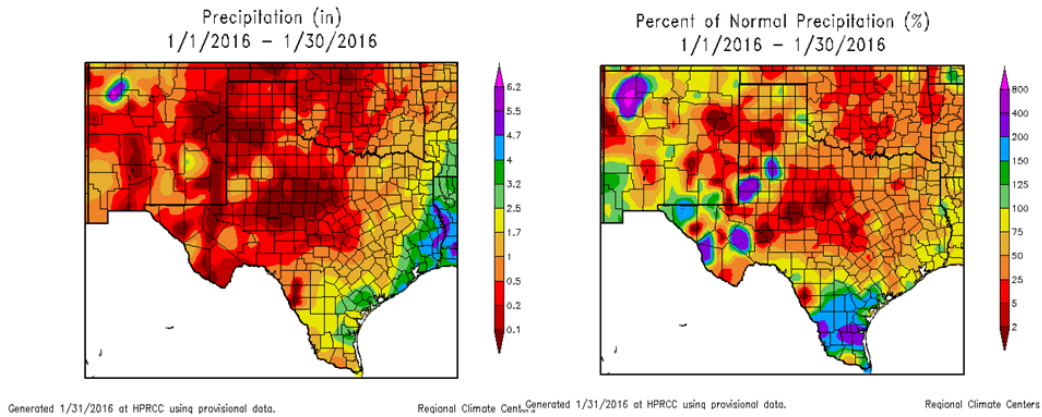 Precipitation (in)
1/1/2016 – 1/30/2016
6.2
5.5
4.7
4
3.2
2.5
1.7
1
0.5
0.2
0.1
Generated 1/31/2016 at HPRCC using provisional data.
Regional Climate Centers
Percent of Normal Precipitation (%)
1/1/2016 – 1/30/2016
800
400
200
150
125
100
75
50
25
5
2
Generated 1/31/2016 at HPRCC using provisional data.
Regional Climate Centers